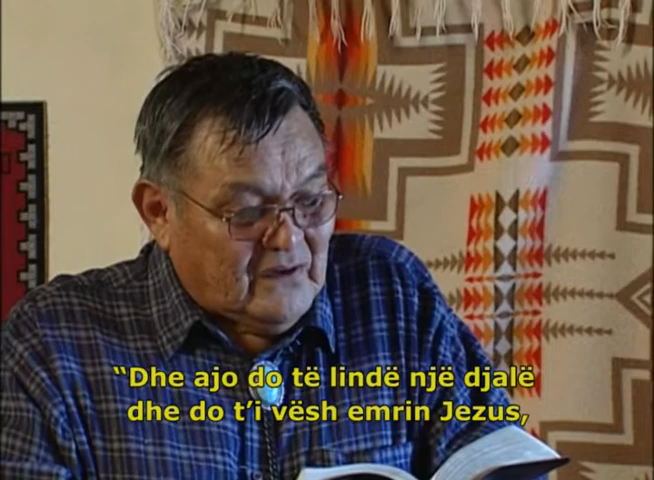 “Dhe ajo do të lindë një djalë
dhe do t’i vësh emrin Jezus,